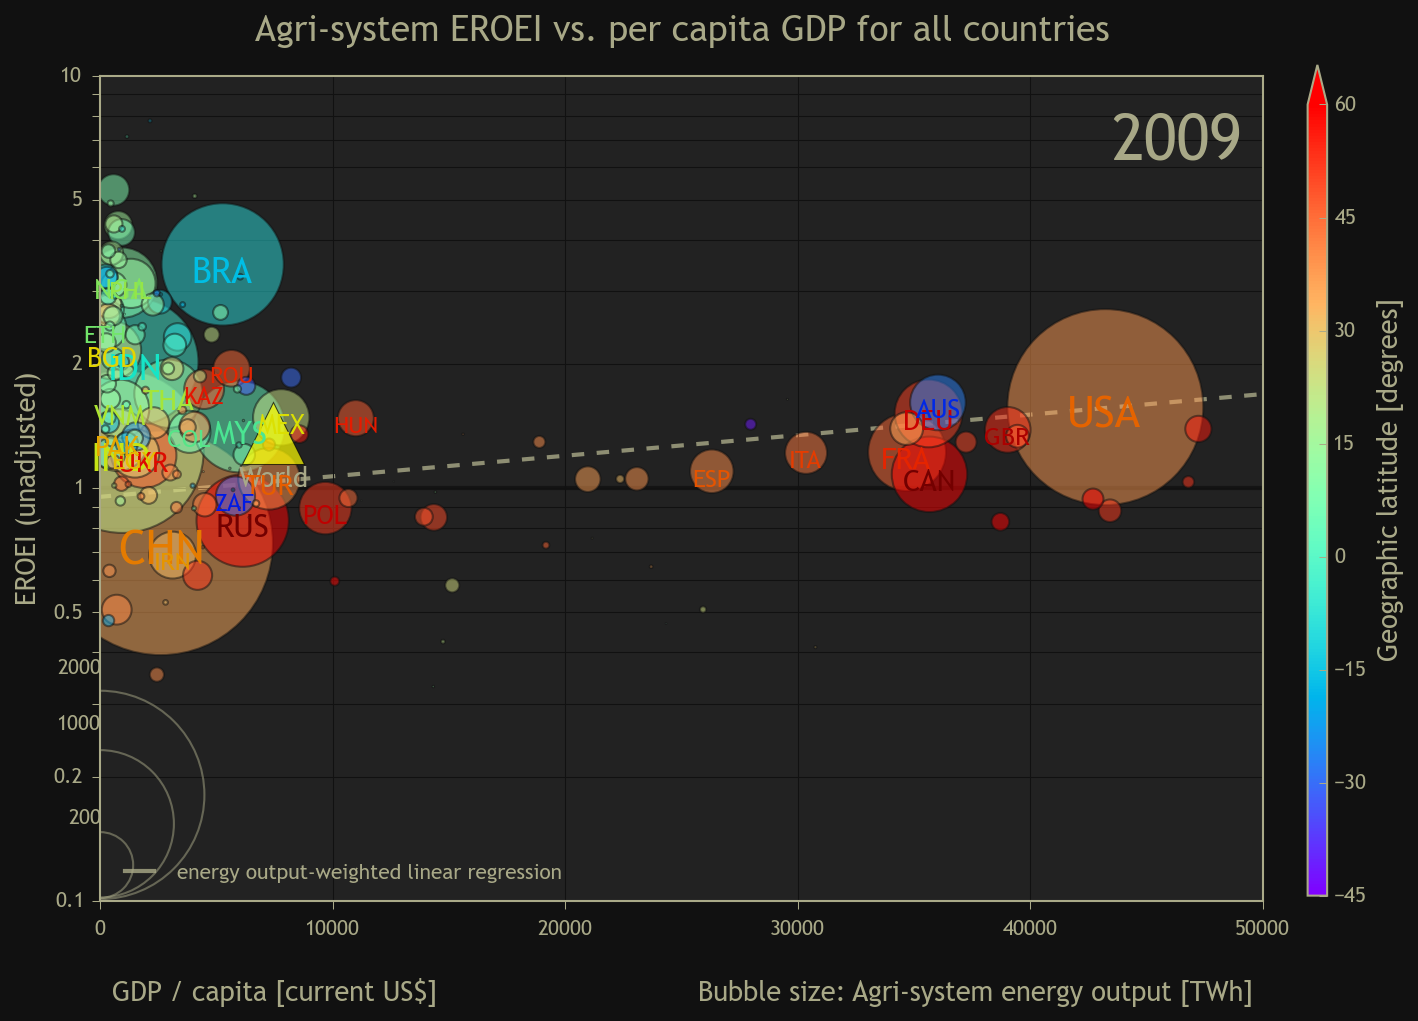 Agri-system EROEI vs. per capita GDP for all countries
2009
10
5
2
1
0.5
0.2
0.1
EROEI (unadjusted)
BRA
PHL
ETH
BGD
IDN
ROU
KAZ
THA
VNM
COL
MYS
MEX
HUN
PAK
IND
UKR
World
TUR
ZAF
RUS
POL
CHN
IRN
ESP
ITA
AUS
DEU
FRA
CAN
GBR
USA
2000
1000
200
energy output-weighted linear regression
0
10000
20000
30000
40000
50000
GDP / capita [current US$]
Bubble size: Agri-system energy output [TWh]
60
45
30
15
0
−15
−30
−45
Geographic latitude [degrees]